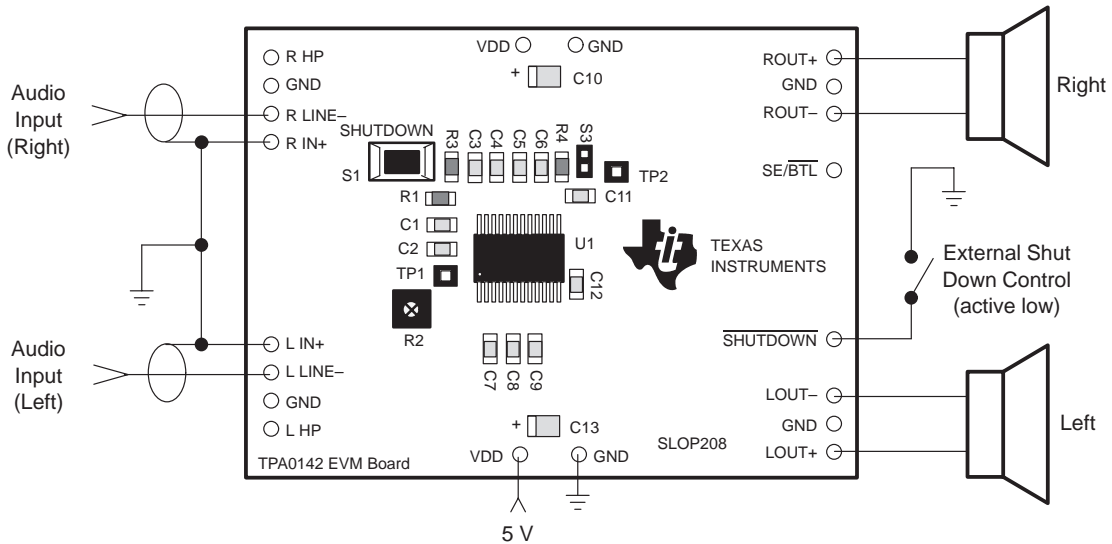 VDD
GND
R HP
GND
R LINE–
R IN+
+
C10
ROUT+
GND
ROUT–
SE/BTL
Audio
Input
(Right)
Right
SHUTDOWN
S1
R3
C3
C4
C5
C6
R4
S3
TP2
R1
C11
C1
C2
TP1
U1
C12
R2
TEXAS
INSTRUMENTS
External Shut
Down Control
(active low)
Audio
Input
(Left)
L IN+
L LINE–
GND
L HP
C7
C8
C9
SHUTDOWN
LOUT–
GND
LOUT+
Left
+
C13
SLOP208
VDD
GND
TPA0142 EVM Board
5 V